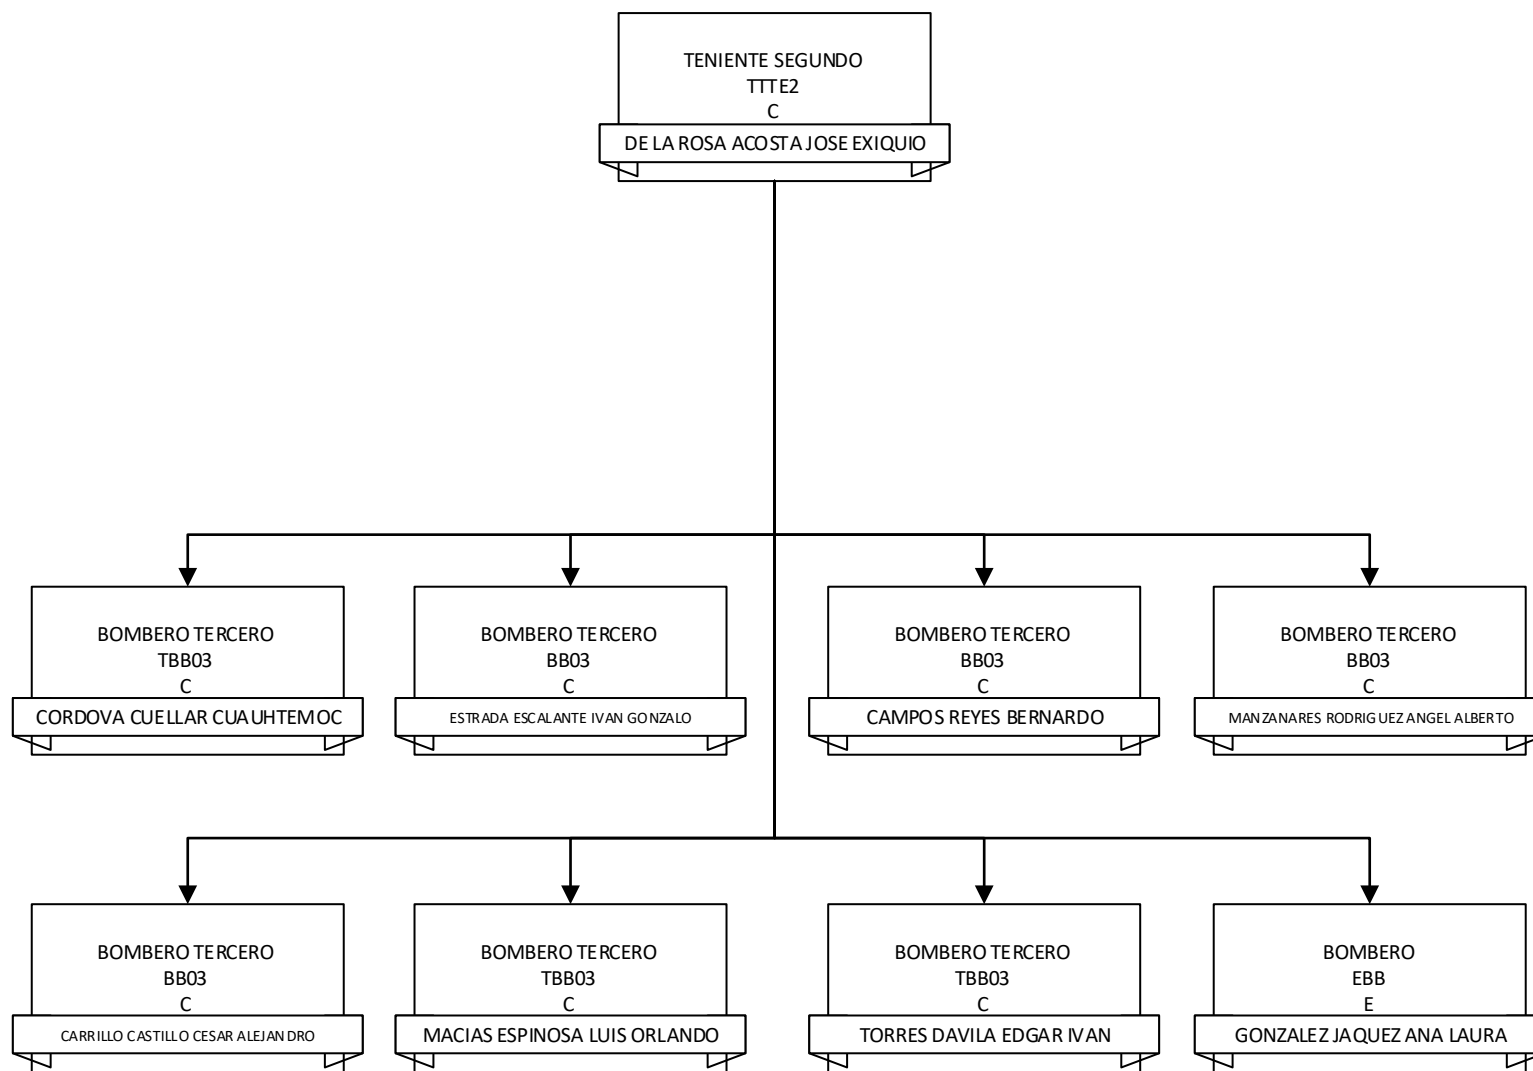 TENIENTE SEGUNDO
TTTE2
C
DE LA ROSA ACOSTA JOSE EXIQUIO
BOMBERO TERCERO
TBB03
C
CORDOVA CUELLAR CUAUHTEMOC
BOMBERO TERCERO
BB03
C
ESTRADA ESCALANTE IVAN GONZALO
BOMBERO TERCERO
BB03
C
CAMPOS REYES BERNARDO
BOMBERO TERCERO
BB03
C
MANZANARES RODRIGUEZ ANGEL ALBERTO
BOMBERO TERCERO
BB03
C
CARRILLO CASTILLO CESAR ALEJANDRO
BOMBERO TERCERO
TBB03
C
MACIAS ESPINOSA LUIS ORLANDO
BOMBERO TERCERO
TBB03
C
TORRES DAVILA EDGAR IVAN
BOMBERO
EBB
E
GONZALEZ JAQUEZ ANA LAURA